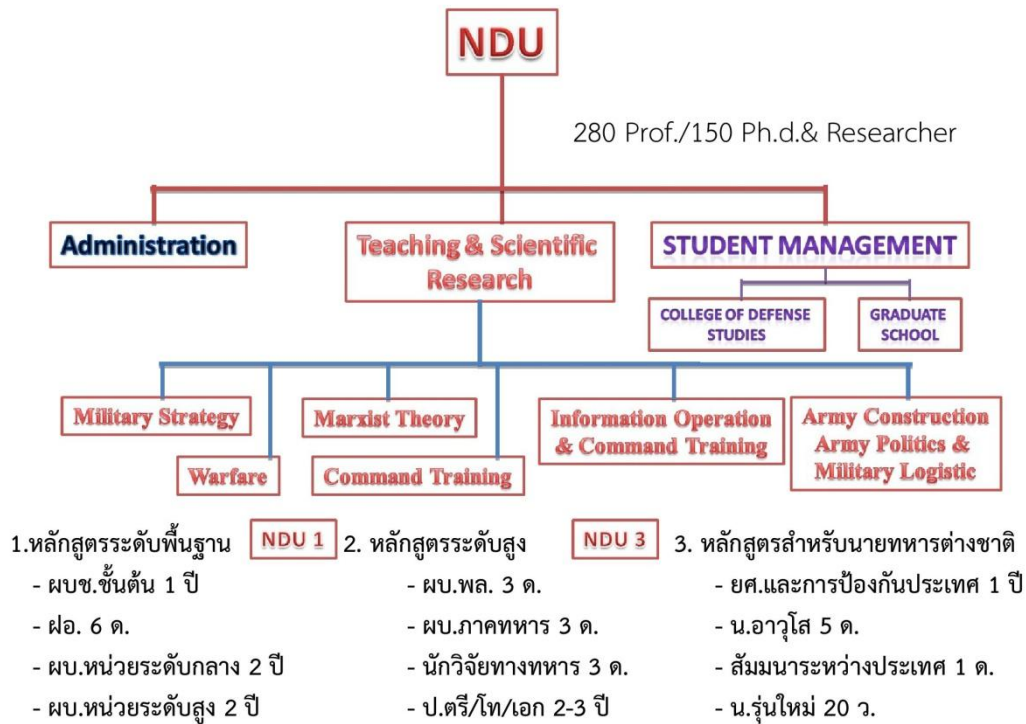 NDU
280 Prof./150 Ph.d.& Researcher
Administration
Teaching & Scientific
Research
STUDENT MANAGEMENT
COLLEGE OF DEFENSE
STUDIES
GRADUATE
SCHOOL
Military Strategy
Marxist Theory
Information Operation
& Command Training
Army Construction
Army Politics &
Military Logistic
Warfare
Command Training
1.หลักสูตรระดับพื้นฐาน
- ผบช.ชั้นต้น 1 ปี
- ฝอ. 6 ด.
- ผบ.หน่วยระดับกลาง 2 ปี
- ผบ.หน่วยระดับสูง 2 ปี
NDU 1
2. หลักสูตรระดับสูง
- ผบ.พล. 3 ด.
- ผบ.ภาคทหาร 3 ด.
- นักวิจัยทางทหาร 3 ด.
- ป.ตรี/โท/เอก 2-3 ปี
NDU 3
3. หลักสูตรสำหรับนายทหารต่างชาติ
- ยศ.และการป้องกันประเทศ 1 ปี
- น.อาวุโส 5 ด.
- สัมมนาระหว่างประเทศ 1 ด.
- น.รุ่นใหม่ 20 ว.